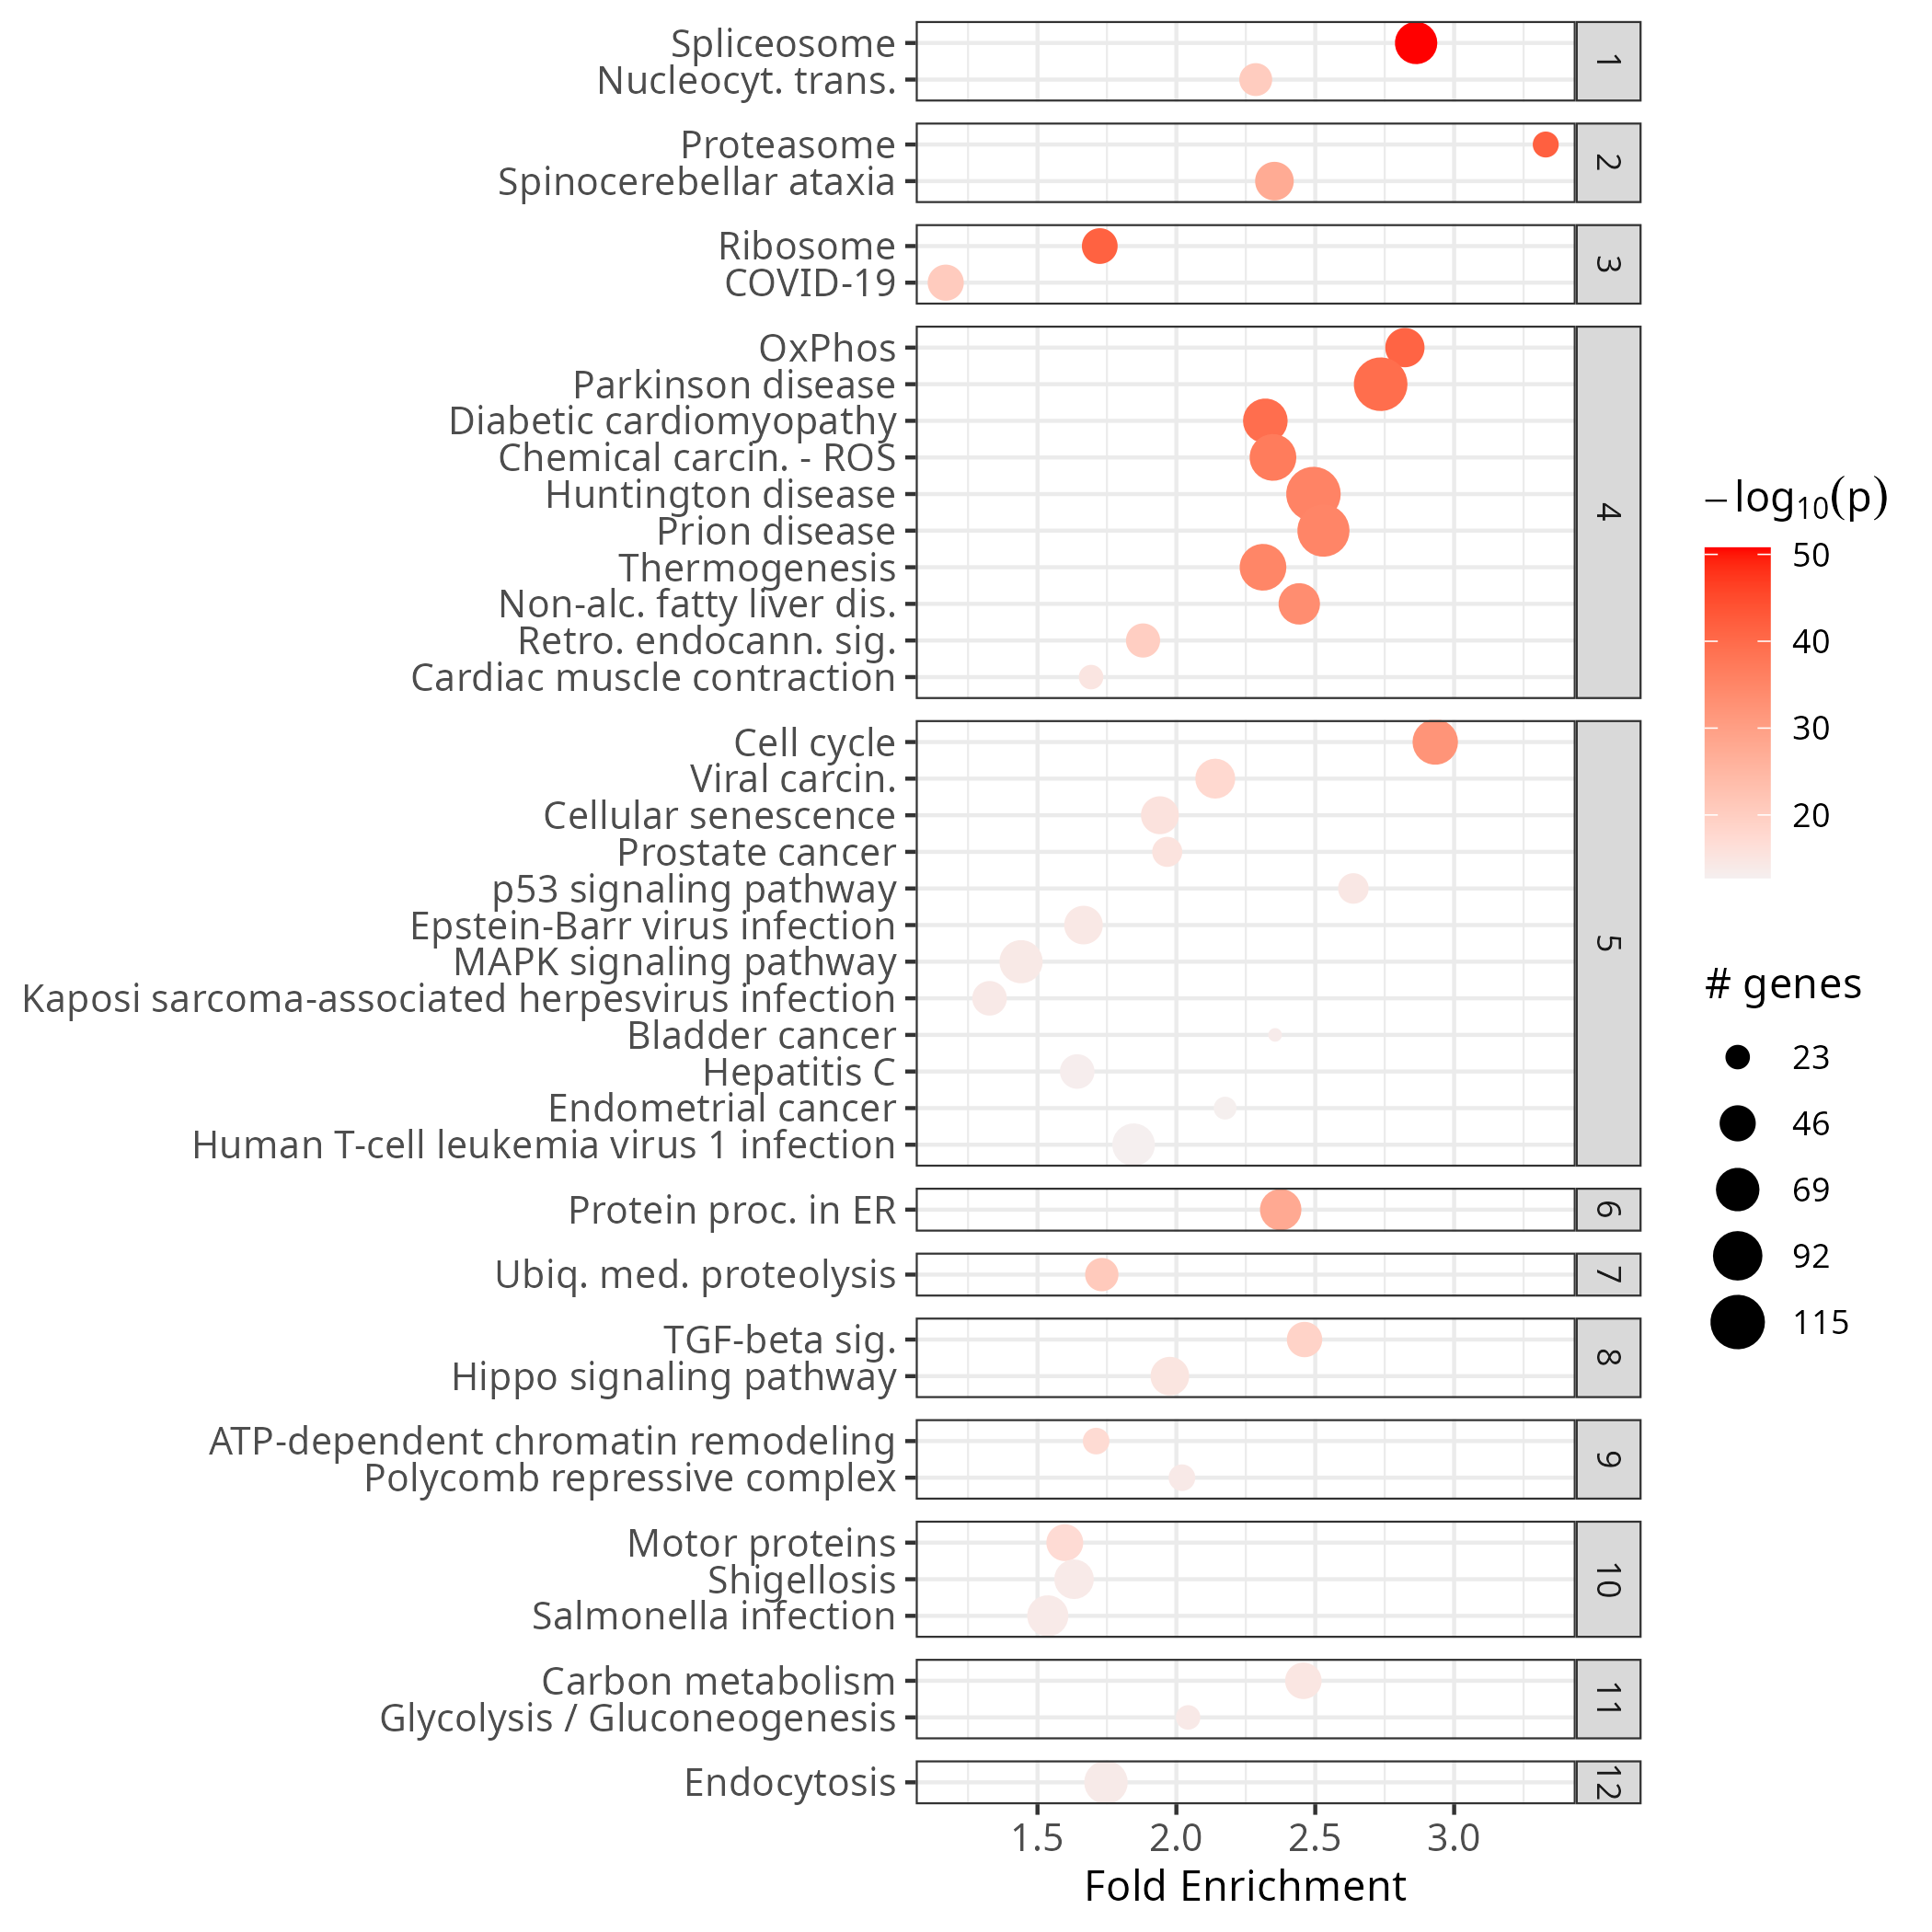 Spliceosome
Nucleocyt. trans.
1
Proteasome
Spinocerebellar ataxia
2
Ribosome
COVID-19
3
OxPhos
Parkinson disease
Diabetic cardiomyopathy
Chemical carcin. - ROS
Huntington disease
Prion disease
Thermogenesis
Non-alc. fatty liver dis.
Retro. endocann. sig.
Cardiac muscle contraction
4
Cell cycle
Viral carcin.
Cellular senescence
Prostate cancer
p53 signaling pathway
Epstein-Barr virus infection
MAPK signaling pathway
Kaposi sarcoma-associated herpesvirus infection
Bladder cancer
Hepatitis C
Endometrial cancer
Human T-cell leukemia virus 1 infection
5
Protein proc. in ER
6
Ubiq. med. proteolysis
7
TGF-beta sig.
Hippo signaling pathway
8
ATP-dependent chromatin remodeling
Polycomb repressive complex
9
Motor proteins
Shigellosis
Salmonella infection
10
Carbon metabolism
Glycolysis / Gluconeogenesis
11
Endocytosis
12
1.5 2.0 2.5 3.0
Fold Enrichment
−log₁₀(p)
50
40
30
20
# genes
23
46
69
92
115